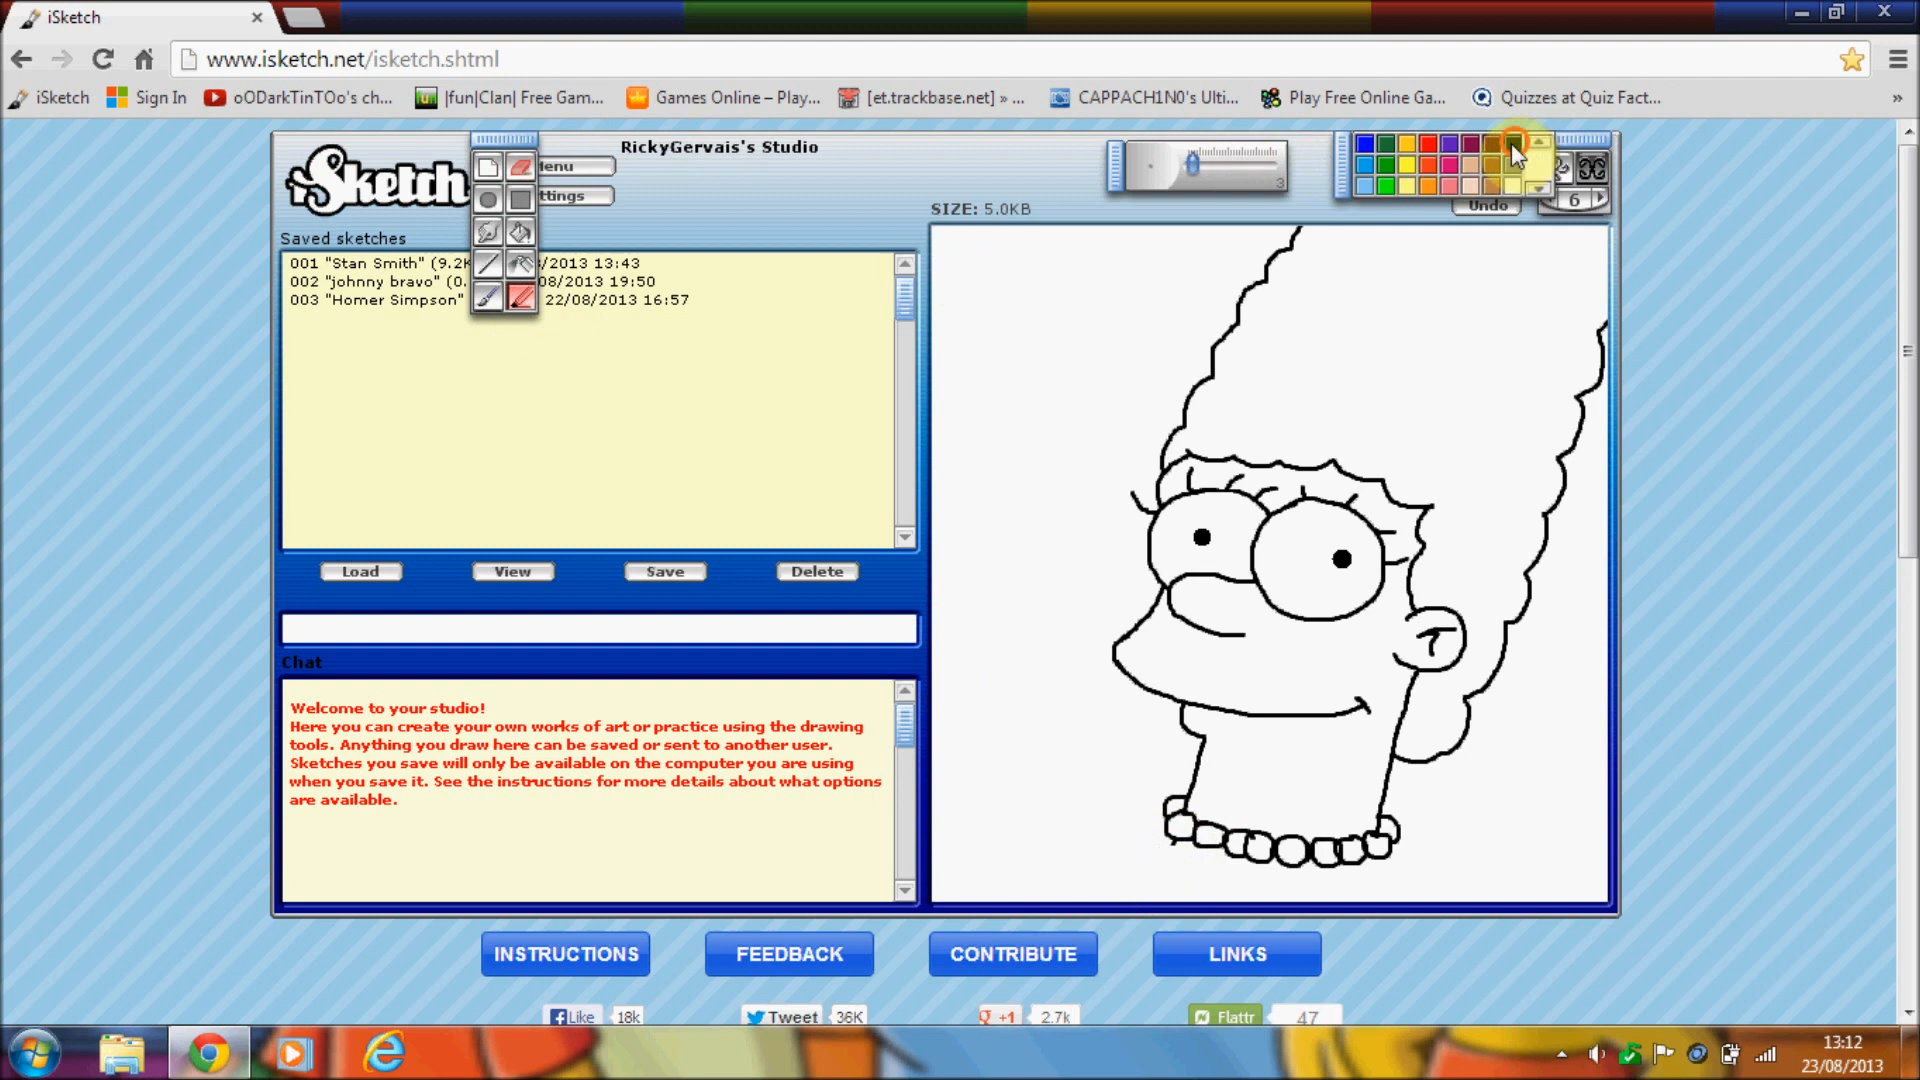 iSketch
www.isketch.net/isketch.shtml
iSketch
Sign In
oODarkTinTOo's ch...
|fun|Clan| Free Gam...
Games Online – Play...
[et.trackbase.net] » ...
CAPPACH1N0's Ulti...
Play Free Online Ga...
Quizzes at Quiz Fact...
»
iSketch
enu
ttings
RickyGervais's Studio
3
6
Undo
SIZE: 5.0KB
Saved sketches
001 "Stan Smith" (9.2K /2013 13:43
002 "johnny bravo" (0. 08/2013 19:50
003 "Homer Simpson" 22/08/2013 16:57
Load
View
Save
Delete
Chat
Welcome to your studio!
Here you can create your own works of art or practice using the drawing
tools. Anything you draw here can be saved or sent to another user.
Sketches you save will only be available on the computer you are using
when you save it. See the instructions for more details about what options
are available.
INSTRUCTIONS
FEEDBACK
CONTRIBUTE
LINKS
Like 18k
Tweet 36K
+1 2.7k
Flattr 47
13:12
23/08/2013